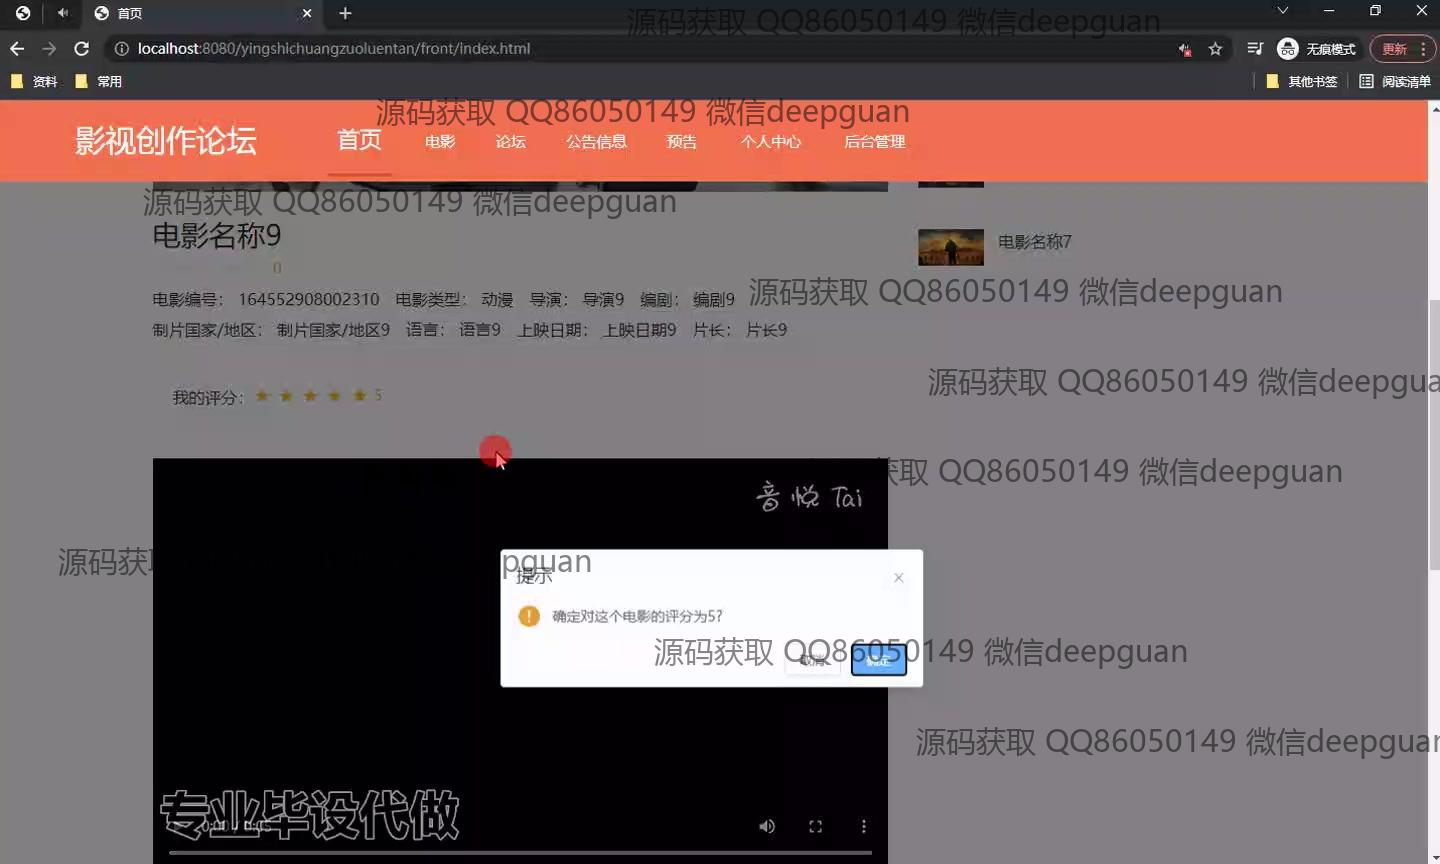 首页
源码获取 QQ86050149 微信deepguan
localhost:8080/yingshichuangzuoluentan/front/index.html
无痕模式
更新
资料
常用
其他书签
阅读清单
源码获取 QQ86050149 微信deepguan
影视创作论坛
首页
电影
论坛
公告信息
预告
个人中心
后台管理
源码获取 QQ86050149 微信deepguan
电影名称9
电影名称7
0
电影编号： 164552908002310 电影类型： 动漫 导演： 导演9 编剧： 编剧9
源码获取 QQ86050149 微信deepguan
制片国家/地区： 制片国家/地区9 语言： 语言9 上映日期： 上映日期9 片长： 片长9
源码获取 QQ86050149 微信deepgua
我的评分： 5
获取 QQ86050149 微信deepguan
音悦Tai
源码获
pguan
提示
确定对这个电影的评分为5?
源码获取 QQ86050149 微信deepguan
取消
确定
源码获取 QQ86050149 微信deepguan
专业毕设代做